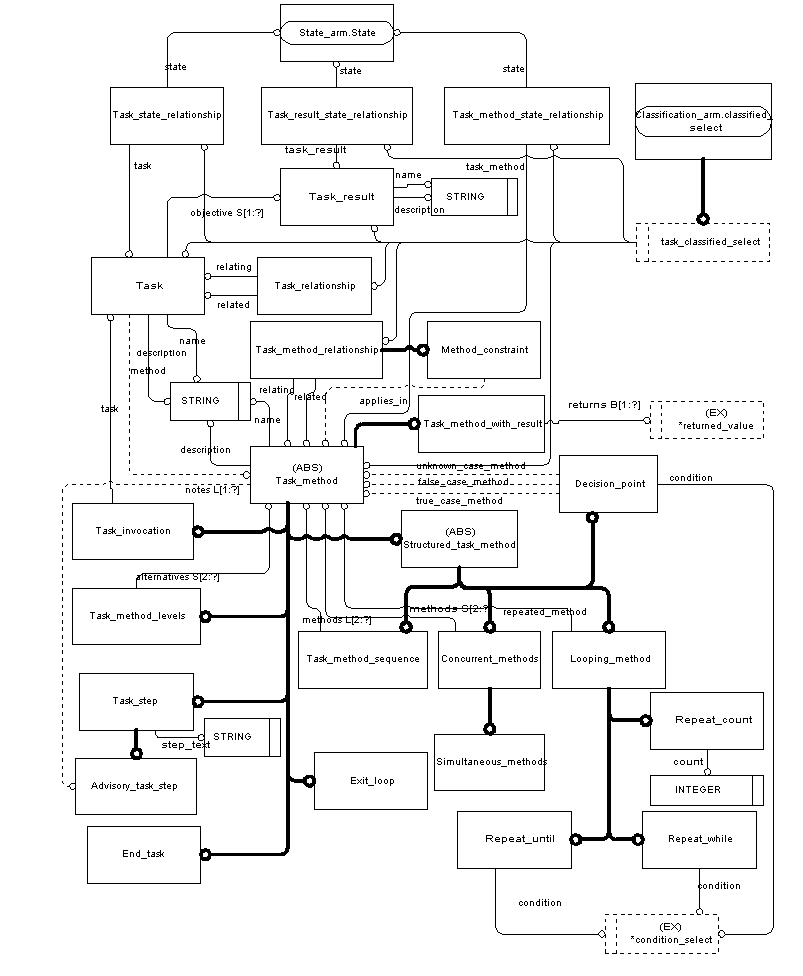 State_arm.State
state
state
state
Task_state_relationship
Task_result_state_relationship
Task_method_state_relationship
Classification_arm.classified_
select
task
task_result
task_method
name
Task_result
STRING
description
objective S[1:?]
task_classified_select
relating
Task
Task_relationship
related
name
description
Task_method_relationship
Method_constraint
method
relating
related
STRING
applies_in
task
name
returns B[1:?]
(EX)
*returned_value
Task_method_with_result
description
(ABS)
Task_method
unknown_case_method
false_case_method
true_case_method
Decision_point
condition
notes L[1:?]
Task_invocation
(ABS)
Structured_task_method
alternatives S[2:?]
Task_method_levels
methods L[2:?]
methods S[2:?
repeated_method
Task_method_sequence
Concurrent_methods
Looping_method
Task_step
step_text
STRING
Repeat_count
Advisory_task_step
Exit_loop
Simultaneous_methods
count
INTEGER
End_task
Repeat_until
Repeat_while
condition
condition
(EX)
*condition_select